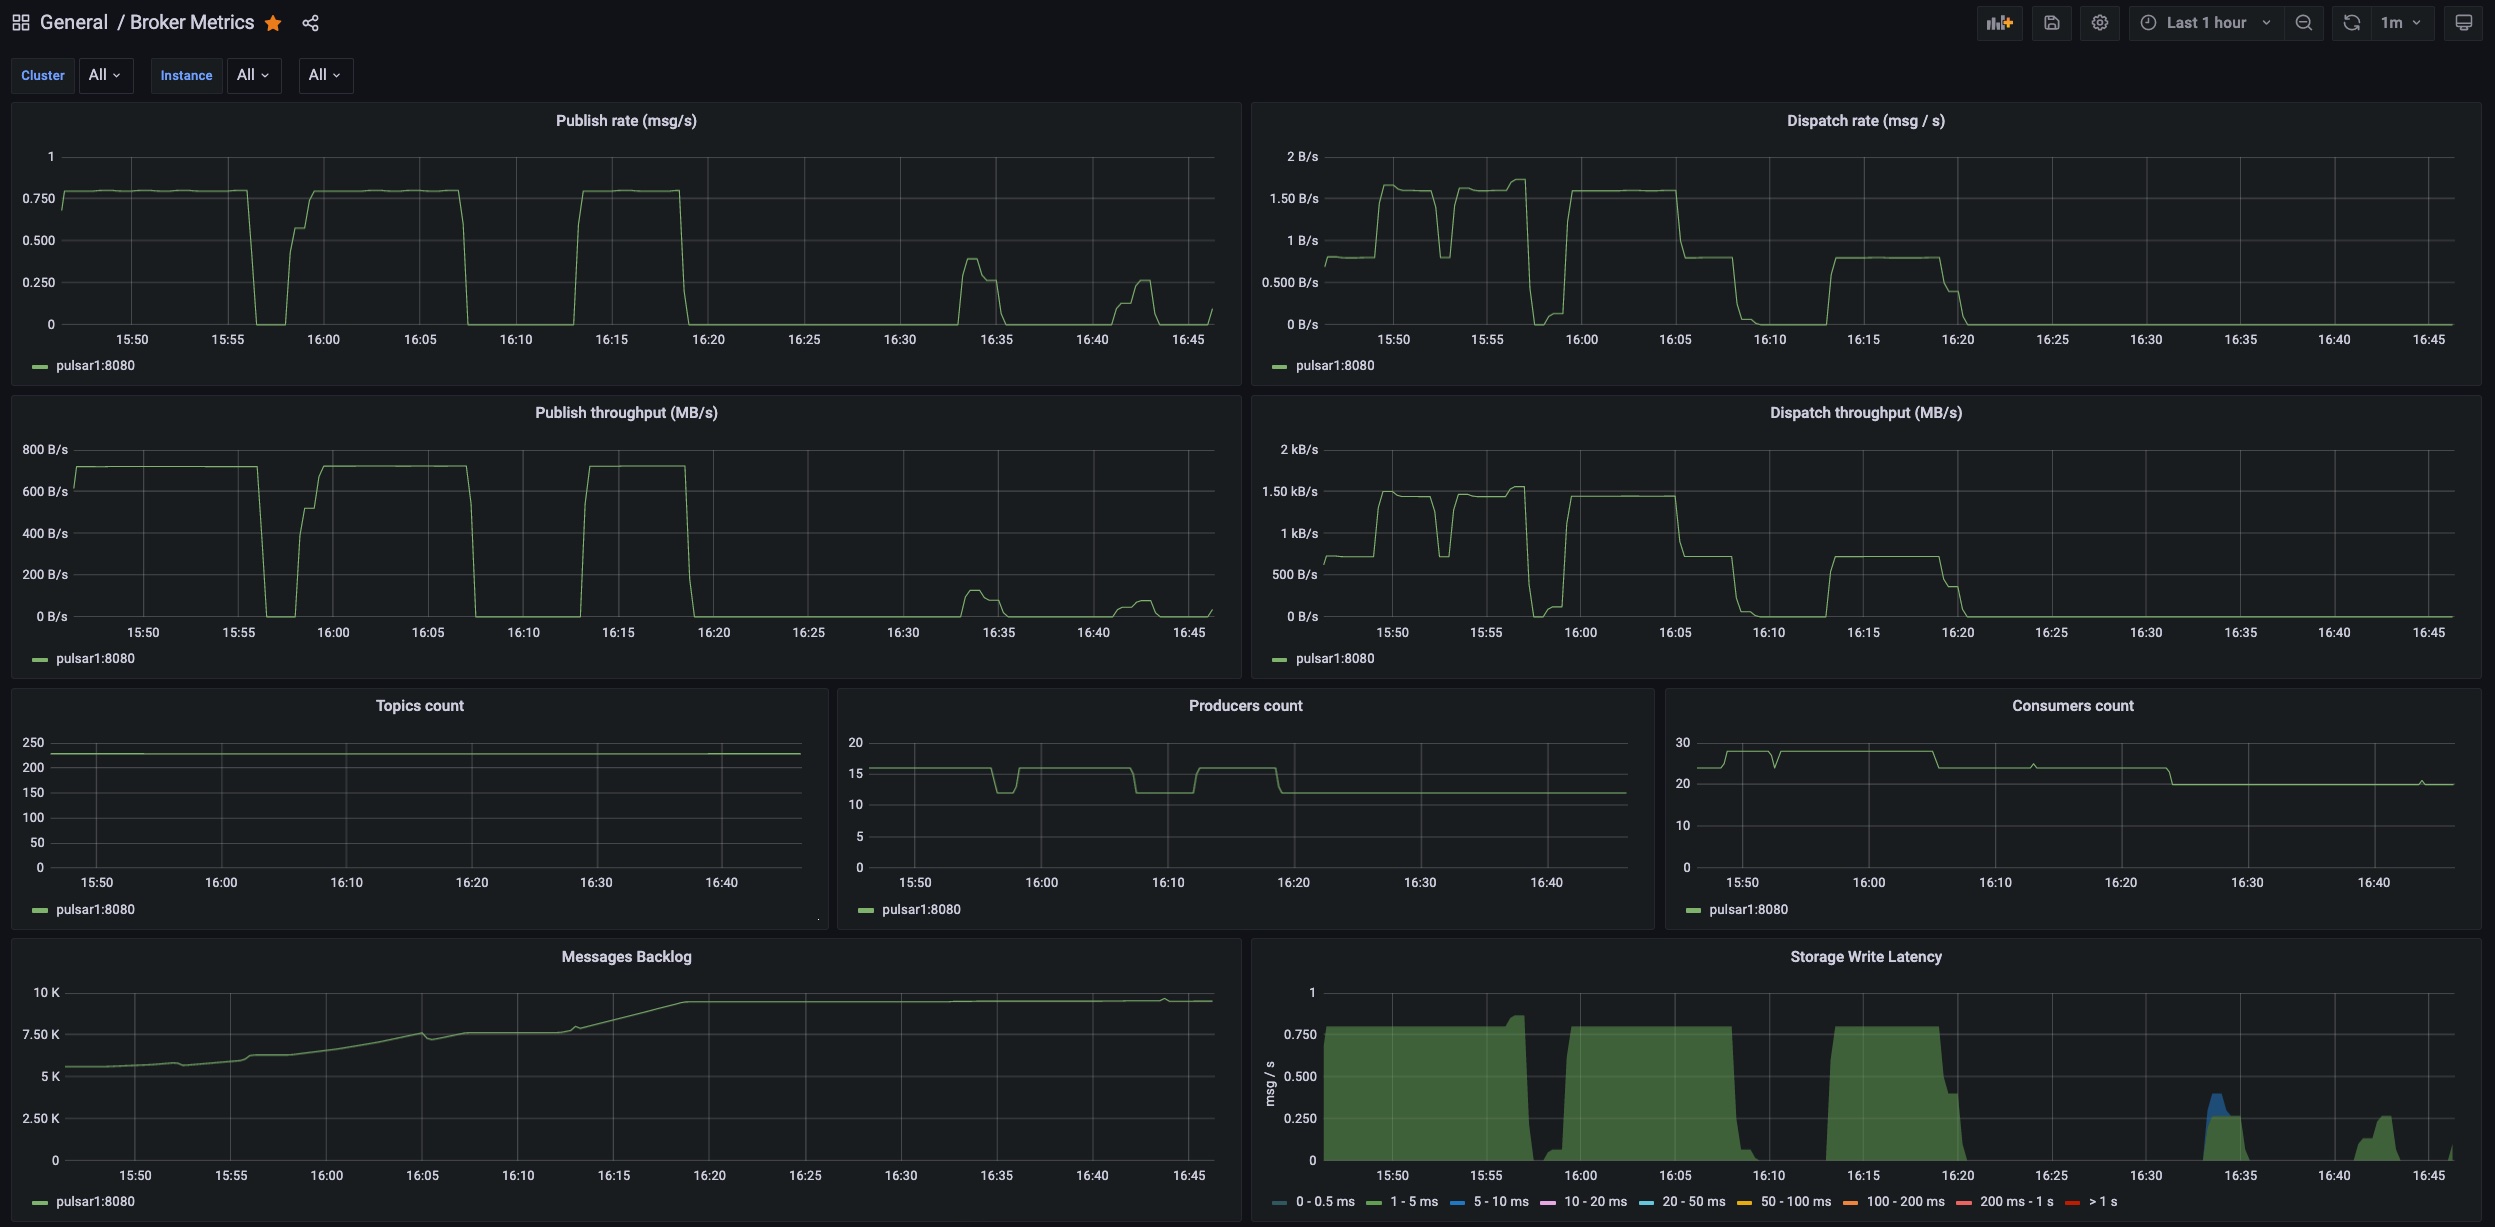 General / Broker Metrics
Last 1 hour 1m
Cluster All Instance All All
Publish rate (msg/s)
1
0.750
0.500
0.250
0
15:50 15:55 16:00 16:05 16:10 16:15 16:20 16:25 16:30 16:35 16:40 16:45
pulsar1:8080
Dispatch rate (msg / s)
2 B/s
1.50 B/s
1 B/s
0.500 B/s
0 B/s
15:50 15:55 16:00 16:05 16:10 16:15 16:20 16:25 16:30 16:35 16:40 16:45
pulsar1:8080
Publish throughput (MB/s)
800 B/s
600 B/s
400 B/s
200 B/s
0 B/s
15:50 15:55 16:00 16:05 16:10 16:15 16:20 16:25 16:30 16:35 16:40 16:45
pulsar1:8080
Dispatch throughput (MB/s)
2 kB/s
1.50 kB/s
1 kB/s
500 B/s
0 B/s
15:50 15:55 16:00 16:05 16:10 16:15 16:20 16:25 16:30 16:35 16:40 16:45
pulsar1:8080
Topics count
250
200
150
100
50
0
15:50 16:00 16:10 16:20 16:30 16:40
pulsar1:8080
Producers count
20
15
10
5
0
15:50 16:00 16:10 16:20 16:30 16:40
pulsar1:8080
Consumers count
30
20
10
0
15:50 16:00 16:10 16:20 16:30 16:40
pulsar1:8080
Messages Backlog
10 K
7.50 K
5 K
2.50 K
0
15:50 15:55 16:00 16:05 16:10 16:15 16:20 16:25 16:30 16:35 16:40 16:45
pulsar1:8080
Storage Write Latency
msg / s
1
0.750
0.500
0.250
0
15:50 15:55 16:00 16:05 16:10 16:15 16:20 16:25 16:30 16:35 16:40 16:45
0 - 0.5 ms 1 - 5 ms 5 - 10 ms 10 - 20 ms 20 - 50 ms 50 - 100 ms 100 - 200 ms 200 ms - 1 s > 1 s